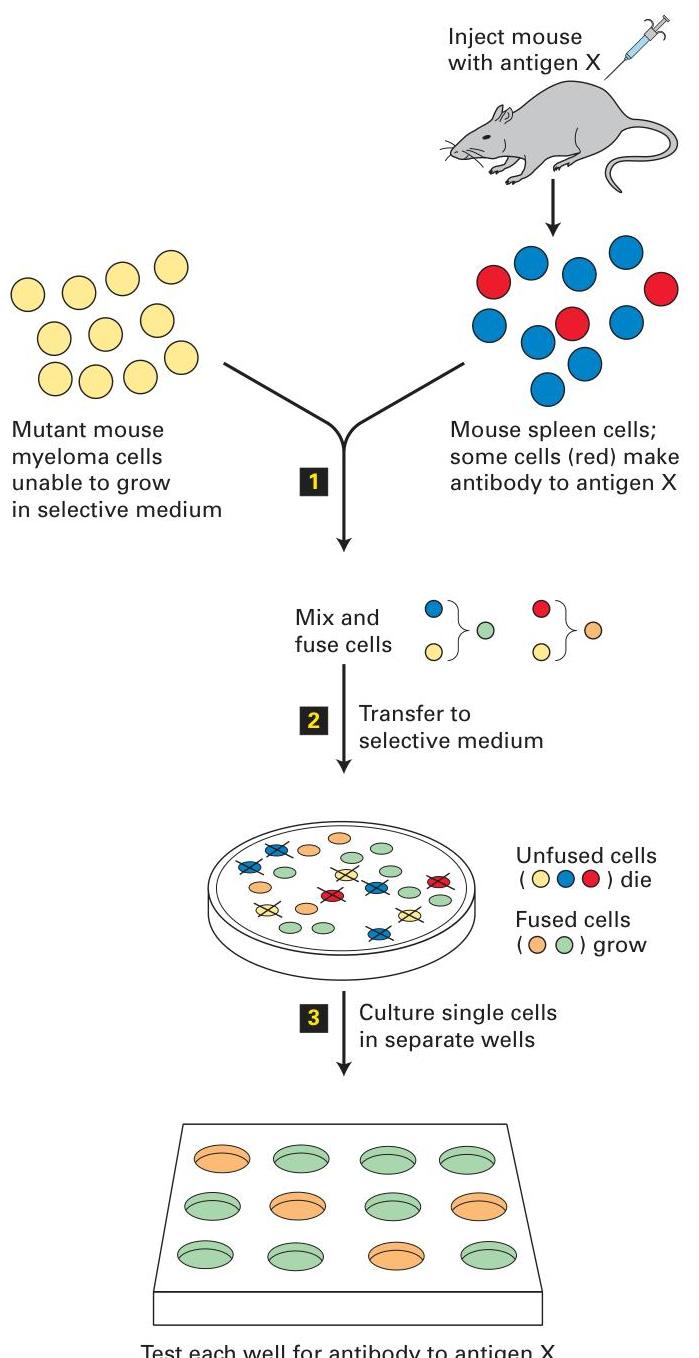 Inject mouse
with antigen X
Mutant mouse
myeloma cells
unable to grow
in selective medium
Mouse spleen cells;
some cells (red) make
antibody to antigen X
1
Mix and
fuse cells
2
Transfer to
selective medium
Unfused cells
( ) die
Fused cells
( ) grow
3
Culture single cells
in separate wells
Test each well for antibody to antigen X